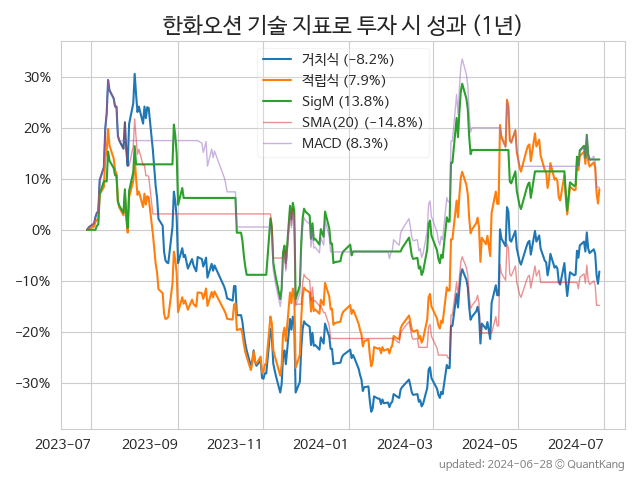 한화오션 기술 지표로 투자 시 성과 (1년)
거치식 (−8.2%)
적립식 (7.9%)
SigM (13.8%)
SMA(20) (−14.8%)
MACD (8.3%)
30%
20%
10%
0%
−10%
−20%
−30%
2023-07 2023-09 2023-11 2024-01 2024-03 2024-05 2024-07
updated: 2024-06-28 ⓒ QuantKang